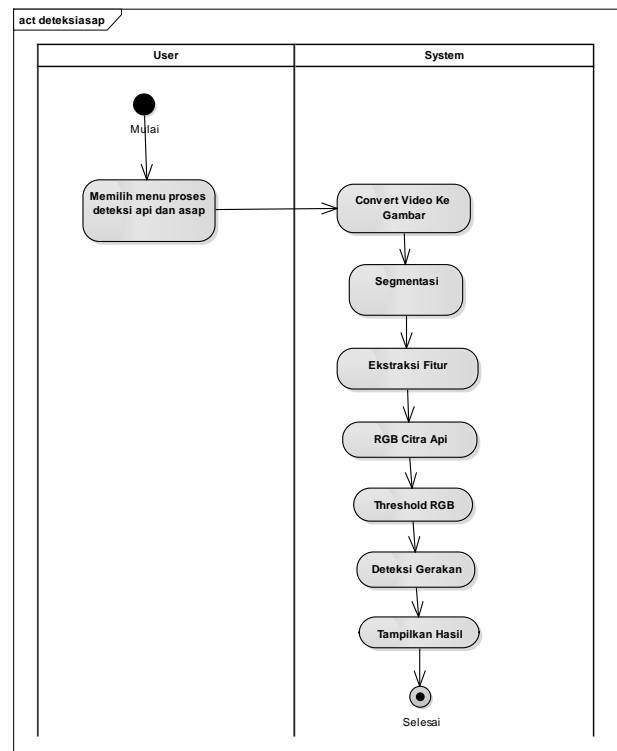 act deteksiasap
User
System
Mulai
Memilih menu proses
deteksi api dan asap
Convert Video Ke
Gambar
Segmentasi
Ekstraksi Fitur
RGB Citra Api
Threshold RGB
Deteksi Gerakan
Tampilkan Hasil
Selesai